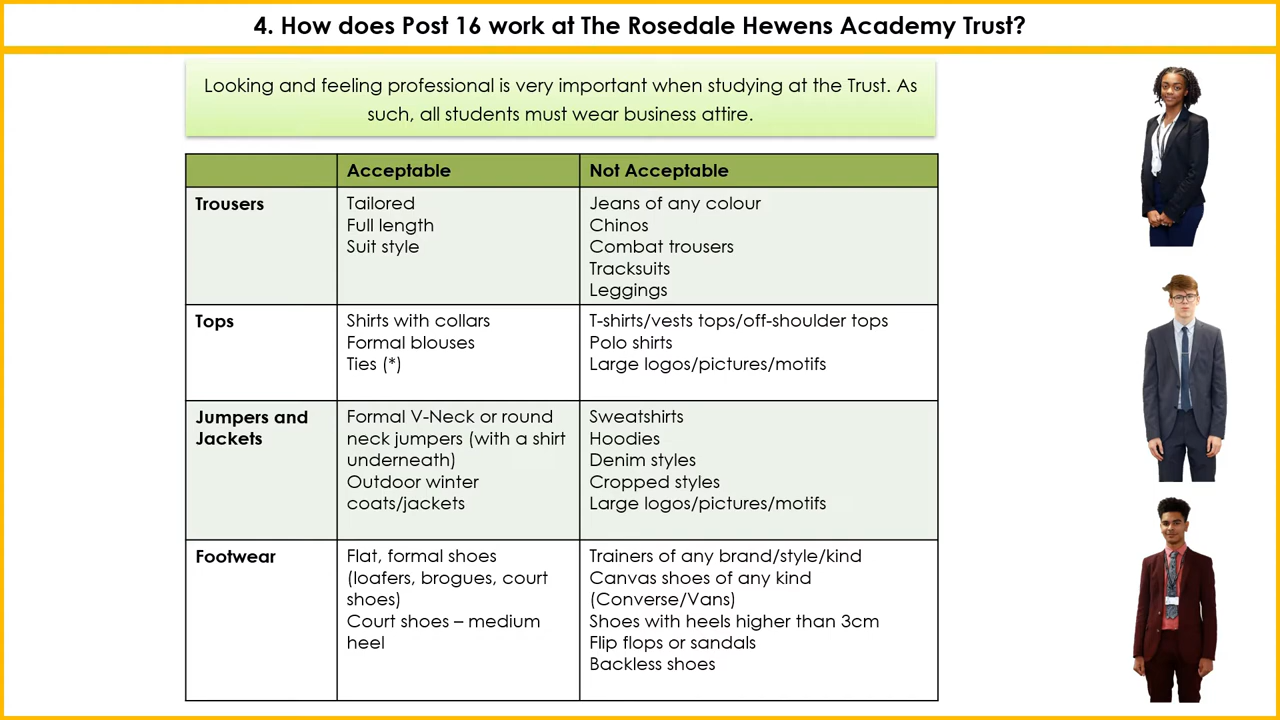 4. How does Post 16 work at The Rosedale Hewens Academy Trust?
Looking and feeling professional is very important when studying at the Trust. As
such, all students must wear business attire.
Acceptable
Not Acceptable
Trousers
Tailored
Full length
Suit style
Jeans of any colour
Chinos
Combat trousers
Tracksuits
Leggings
Tops
Shirts with collars
Formal blouses
Ties (*)
T-shirts/vests tops/off-shoulder tops
Polo shirts
Large logos/pictures/motifs
Jumpers and
Jackets
Formal V-Neck or round
neck jumpers (with a shirt
underneath)
Outdoor winter
coats/jackets
Sweatshirts
Hoodies
Denim styles
Cropped styles
Large logos/pictures/motifs
Footwear
Flat, formal shoes
(loafers, brogues, court
shoes)
Court shoes – medium
heel
Trainers of any brand/style/kind
Canvas shoes of any kind
(Converse/Vans)
Shoes with heels higher than 3cm
Flip flops or sandals
Backless shoes